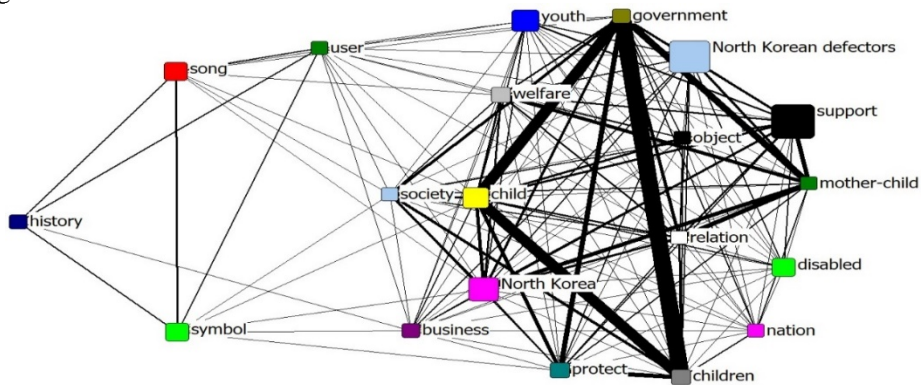 youth
government
user
North Korean defectors
song
welfare
support
object
mother-child
society
child
history
relation
disabled
North Korea
symbol
business
nation
protect
children